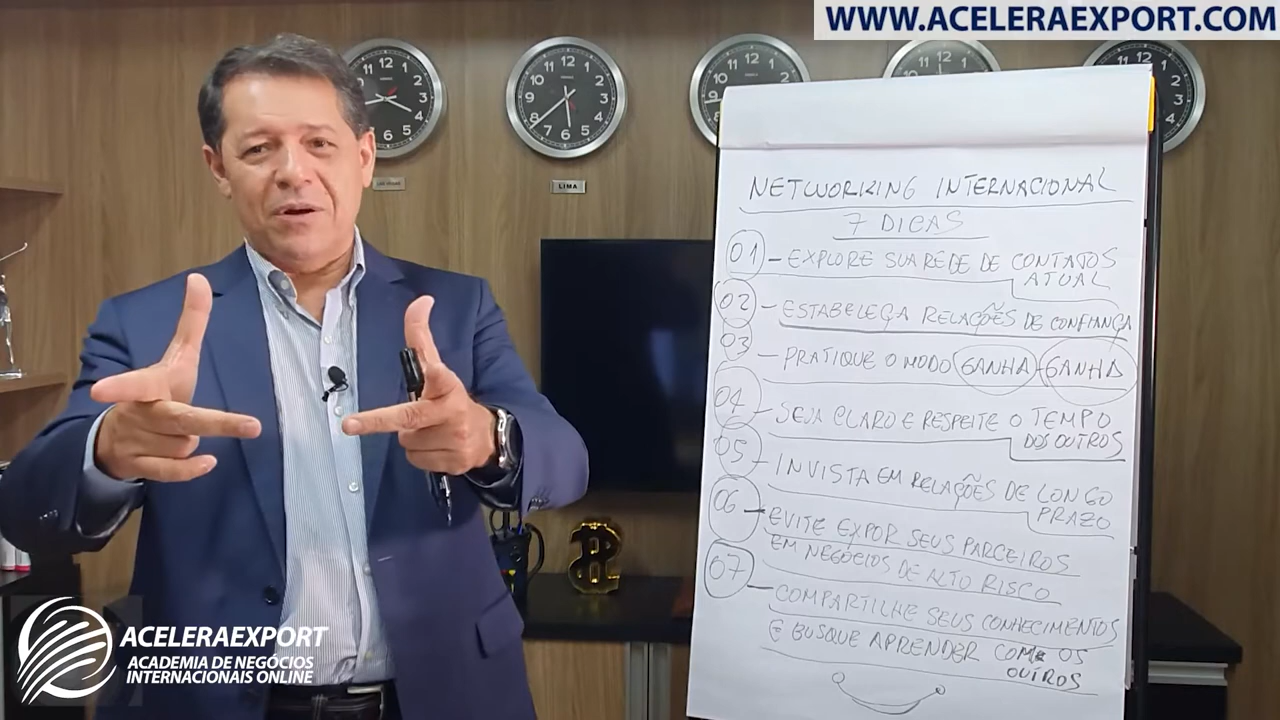 WWW.ACELERAEXPORT.COM
LIMA
NETWORKING INTERNACIONAL
7 DICAS
01 - EXPLORE SUA REDE DE CONTATOS
ATUAL
02 - ESTABELEÇA RELAÇÕES DE CONFIANÇA
03 - PRATIQUE O MODO GANHA-GANHA
04 - SEJA CLARO E RESPEITE O TEMPO
DOS OUTROS
05 - INVISTA EM RELAÇÕES DE LONGO
PRAZO
06 - EVITE EXPOR SEUS PARCEIROS
EM NEGÓCIOS DE ALTO RISCO
07 - COMPARTILHE SEUS CONHECIMENTOS
E BUSQUE APRENDER COM OS
OUTROS
ACELERAEXPORT
ACADEMIA DE NEGÓCIOS
INTERNACIONAIS ONLINE